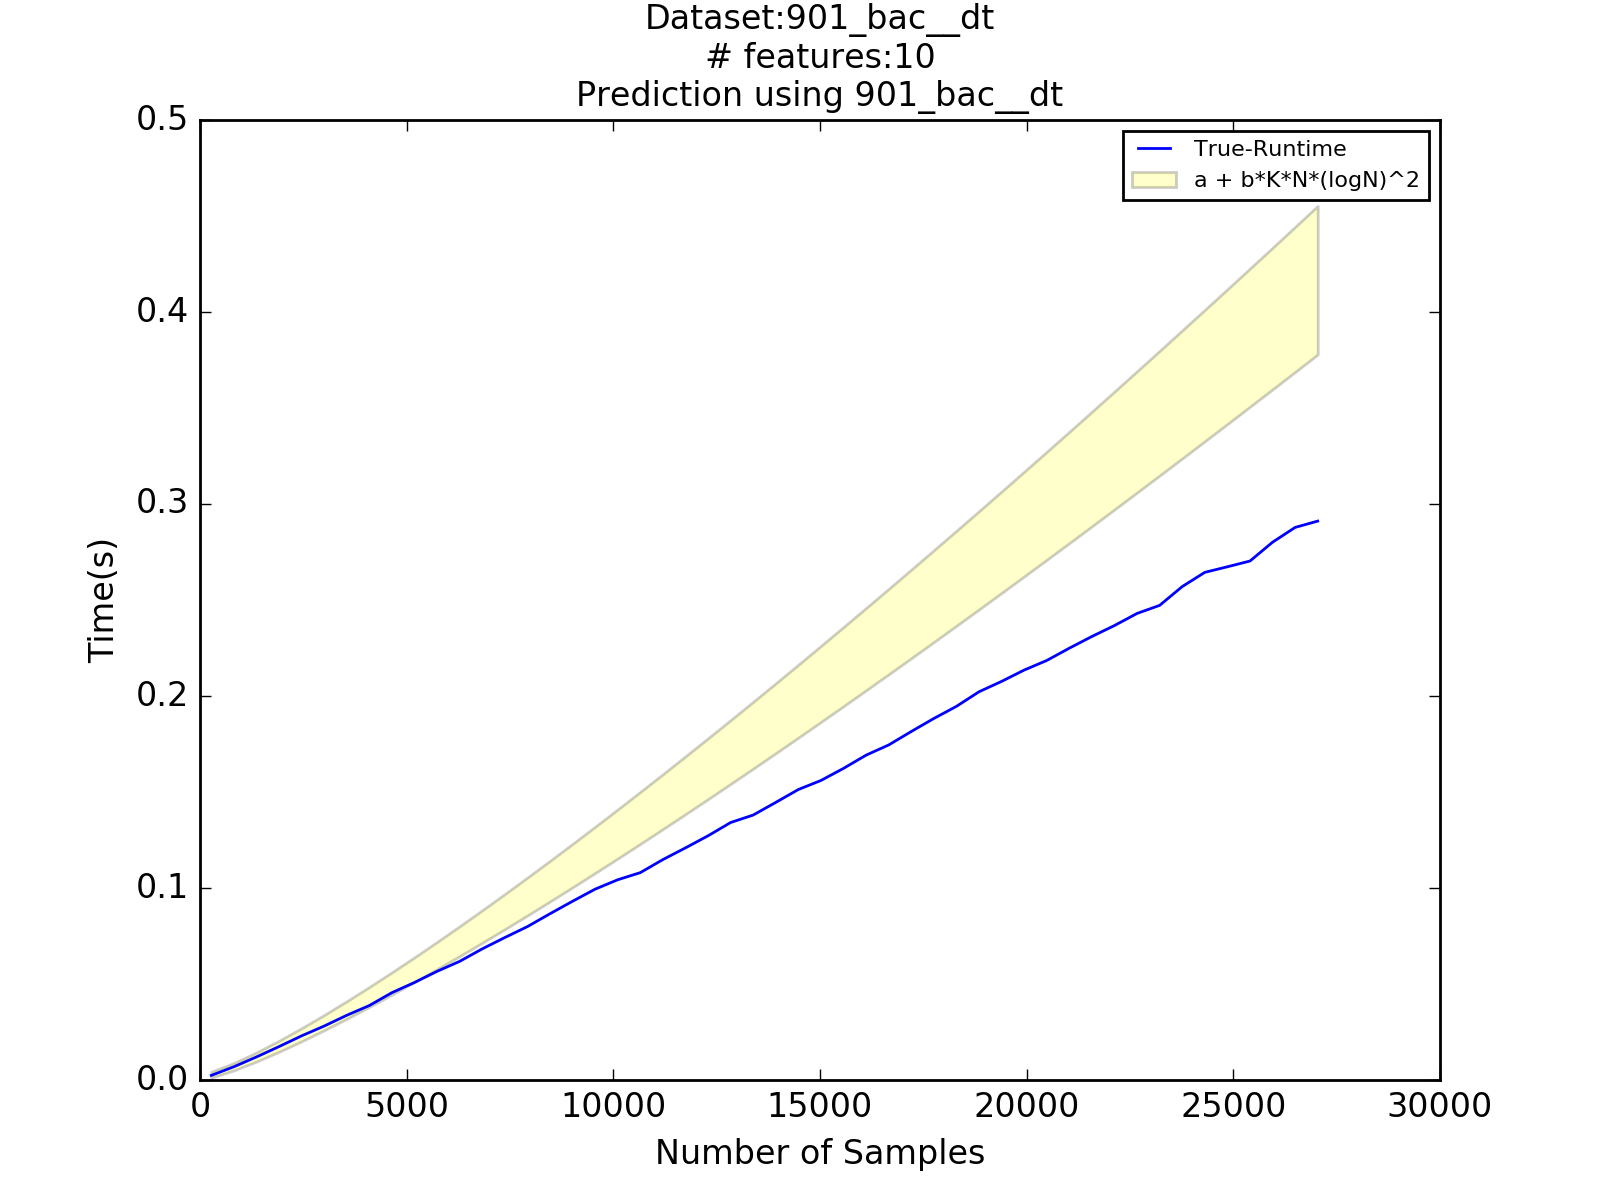 Dataset:901_bac__dt
# features:10
Prediction using 901_bac__dt
0.5
0.4
0.3
0.2
0.1
0.0
Time(s)
True-Runtime
a + b*K*N*(logN)^2
0 5000 10000 15000 20000 25000 30000
Number of Samples